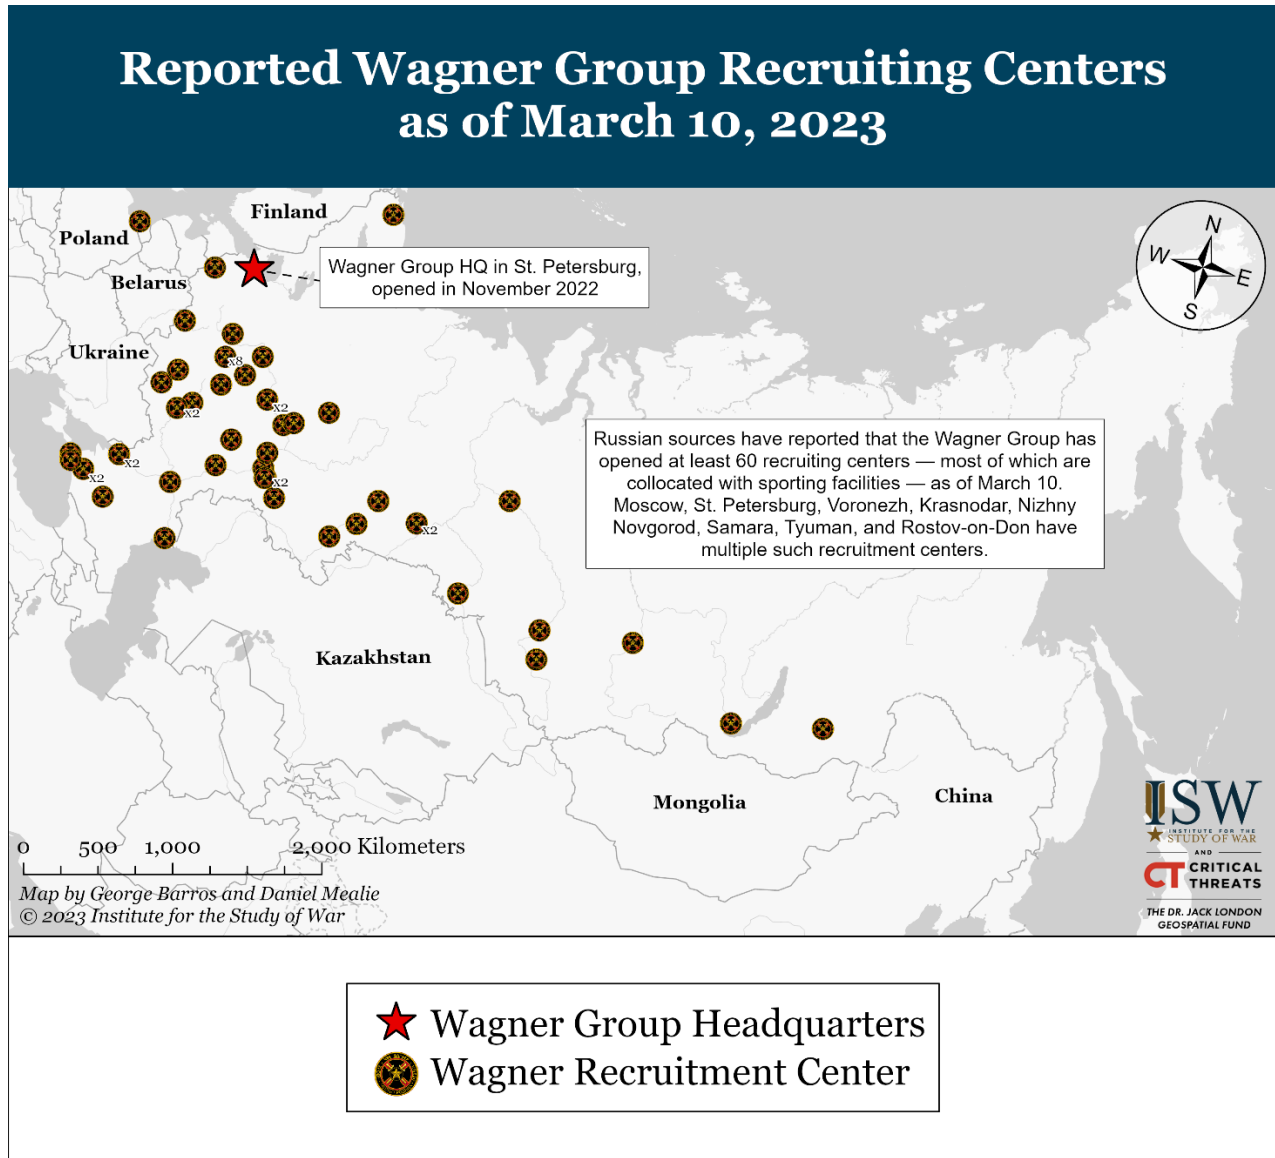 Reported Wagner Group Recruiting Centers
as of March 10, 2023
Finland
Poland
N
W
E
S
Wagner Group HQ in St. Petersburg,
opened in November 2022
Belarus
Ukraine
x8
x2
x2
Russian sources have reported that the Wagner Group has
opened at least 60 recruiting centers — most of which are
collocated with sporting facilities — as of March 10.
Moscow, St. Petersburg, Voronezh, Krasnodar, Nizhny
Novgorod, Samara, Tyuman, and Rostov-on-Don have
multiple such recruitment centers.
x2
x2
x2
x2
Kazakhstan
Mongolia
China
0 500 1,000 2,000 Kilometers
Map by George Barros and Daniel Mealie
© 2023 Institute for the Study of War
ISW
INSTITUTE FOR THE
STUDY OF WAR
AND
CT CRITICAL
THREATS
THE DR. JACK LONDON
GEOSPATIAL FUND
Wagner Group Headquarters
Wagner Recruitment Center